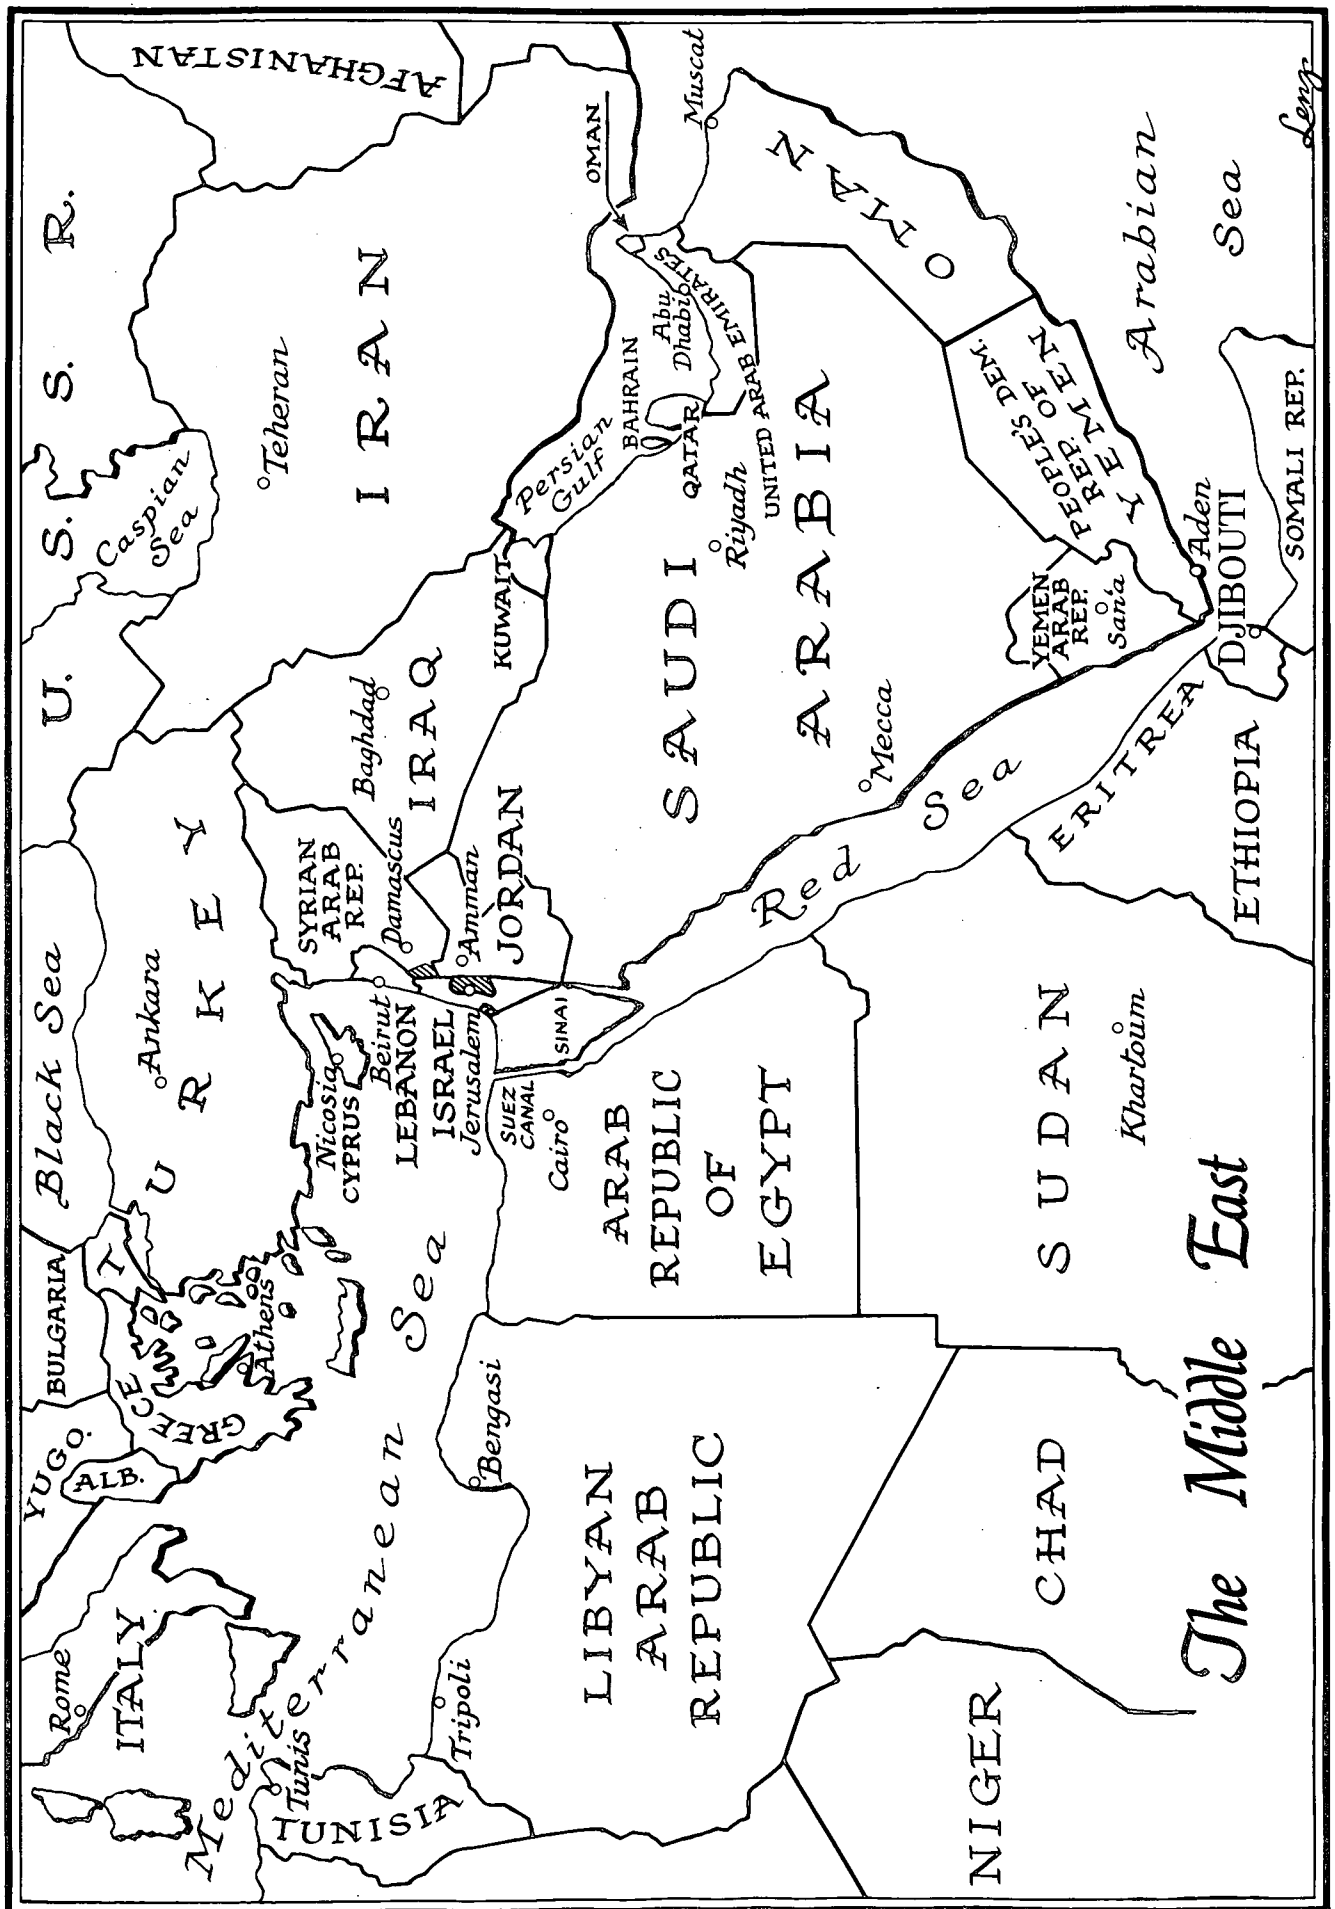 YUGO.
ALB.
BULGARIA
GREECE
T
Athens
Rome
ITALY
Black Sea
U. S. S. R.
Caspian
Sea
AFGHANISTAN
TURKEY
Ankara
Teheran
IRAN
Mediterranean Sea
Tunis
TUNISIA
Tripoli
Bengasi
Nicosia
CYPRUS
Beirut
LEBANON
ISRAEL
Jerusalem
SYRIAN
ARAB
REP.
Damascus
Amman
JORDAN
Baghdad
IRAQ
KUWAIT
Persian
Gulf
BAHRAIN
QATAR
Abu
Dhabi
UNITED ARAB EMIRATES
OMAN
Muscat
OMAN
SUEZ
CANAL
SINAI
Cairo
LIBYAN
ARAB
REPUBLIC
ARAB
REPUBLIC
OF
EGYPT
SAUDI
ARABIA
Riyadh
Mecca
Red Sea
PEOPLE'S DEM.
REP. OF
YEMEN
YEMEN
ARAB
REP.
San'a
Aden
Arabian
Sea
NIGER
CHAD
SUDAN
Khartoum
ERITREA
ETHIOPIA
DJIBOUTI
SOMALI REP.
The Middle East
Lenz